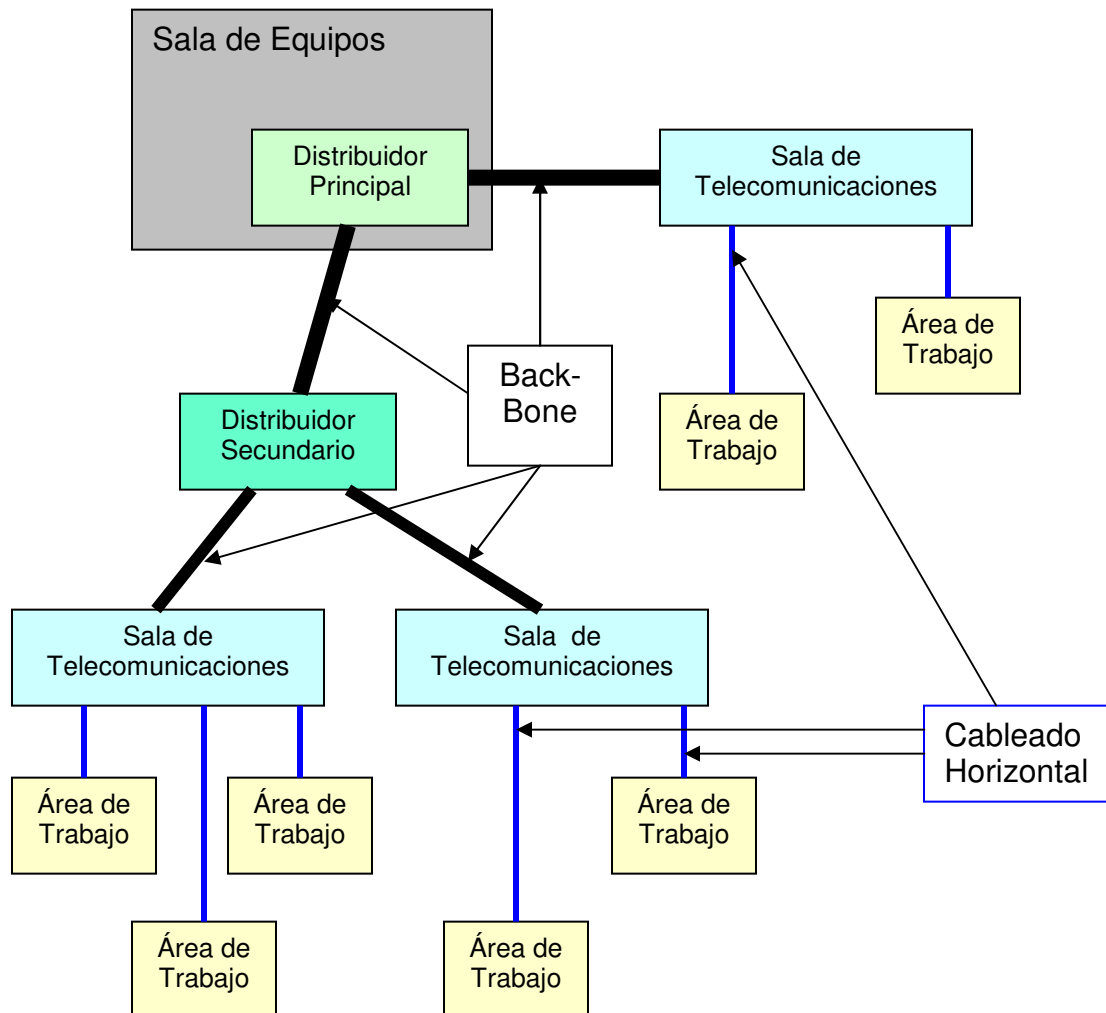 Sala de Equipos
Distribuidor
Principal
Sala de
Telecomunicaciones
Área de
Trabajo
Back-
Bone
Área de
Trabajo
Distribuidor
Secundario
Sala de
Telecomunicaciones
Sala de
Telecomunicaciones
Cableado
Horizontal
Área de
Trabajo
Área de
Trabajo
Área de
Trabajo
Área de
Trabajo
Área de
Trabajo